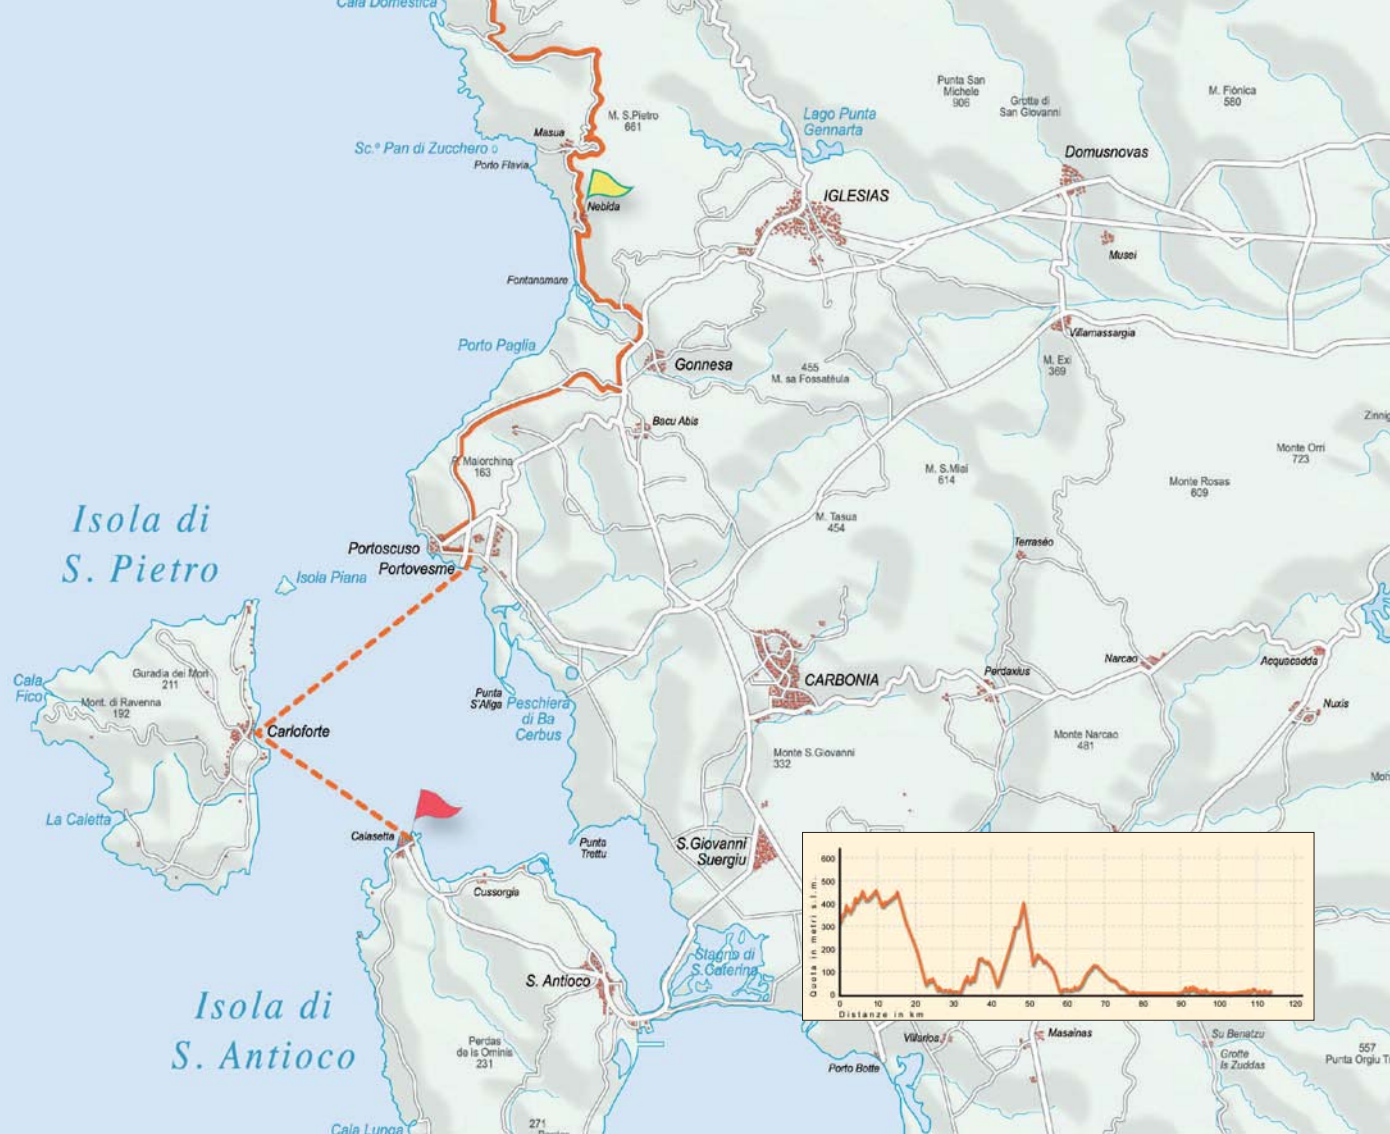 Cala Domestica
Punta San
Michele
906
Grotte di
San Giovanni
M. Fiònica
580
M. S.Pietro
661
Lago Punta
Gennarta
Masua
Sc.º Pan di Zucchero
Porto Flavia
Domusnovas
IGLESIAS
Nebida
Musei
Fontanamare
Villamassargia
Porto Paglia
Gonnesa
455
M. sa Fossatèula
M. Exi
369
Bacu Abis
Zinnig
Monte Orri
723
P. Maiorchina
163
M. S.Miai
614
Monte Rosas
609
Isola di
S. Pietro
M. Tasua
454
Portoscuso
Portovesme
Terraséo
Isola Piana
Guradia dei Mori
211
Narcao
Acquacadda
Perdaxius
CARBONIA
Cala
Fico
Mont. di Ravenna
192
Punta
S'Aliga
Peschiera
di Ba
Cerbus
Nuxis
Carloforte
Monte Narcao
481
Monte S.Giovanni
332
Mon
La Caletta
Calasetta
Punta
Trettu
S.Giovanni
Suergiu
Cussorgia
Quota in metri s.l.m.
600
500
400
300
200
100
0
0 10 20 30 40 50 60 70 80 90 100 110 120
Distanze in km
Stagno di
S.Caterina
S. Antioco
Isola di
S. Antioco
Perdas
de is Ominis
231
Villarios
Masainas
Su Benatzu
Grotte
Is Zuddas
557
Punta Orgiu Tr
Porto Botte
271
Cala Lunga